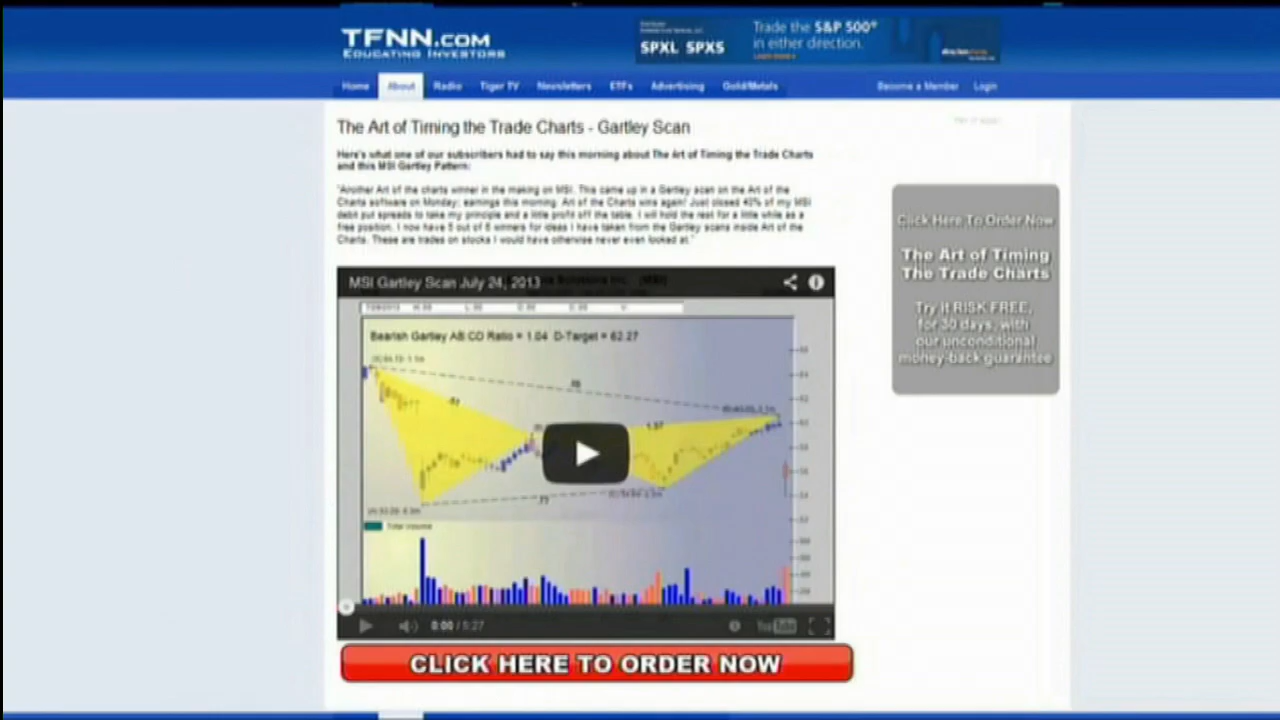 TFNN.COM
EDUCATING INVESTORS
SPXL SPXS
Trade the S&P 500®
in either direction.
Home About Radio Tiger TV Newsletters ETFs Advertising Gold/Metals Become a Member Login
The Art of Timing the Trade Charts - Gartley Scan
Here's what one of our subscribers had to say this morning about The Art of Timing the Trade Charts
and this MSI Gartley Pattern:
"Another Art of the charts winner in the making on MSI. This came up in a Gartley scan on the Art of the
Charts software on Monday; earnings this morning. Art of the Charts wins again! Just closed 40% of my MSI
debit put spreads to take my principle and a little profit off the table. I will hold the rest for a little while as a
free position. I now have 5 out of 6 winners for ideas I have taken from the Gartley scans inside Art of the
Charts. These are trades on stocks I would have otherwise never even looked at."
Click Here To Order Now
The Art of Timing
The Trade Charts
Try it RISK FREE,
for 30 days, with
our unconditional
money-back guarantee
MSI Gartley Scan July 24, 2013
Bearish Gartley AB:CD Ratio = 1.04 D-Target = 62.27
1.37
.77
Total Volume
0:00 / 5:27
YouTube
CLICK HERE TO ORDER NOW